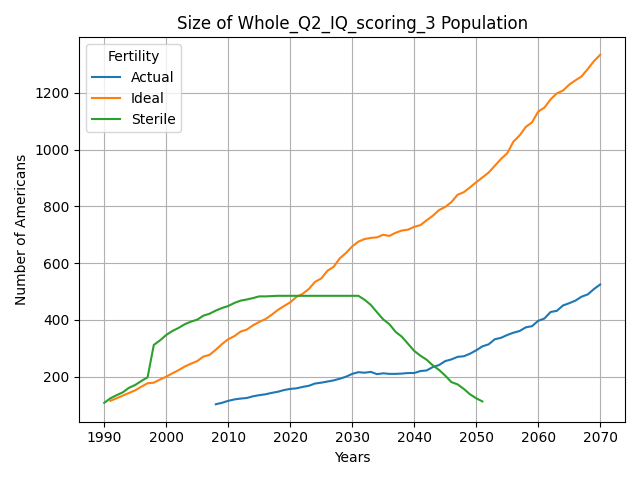 Size of Whole_Q2_IQ_scoring_3 Population
Fertility
Actual
Ideal
Sterile
Number of Americans
1200
1000
800
600
400
200
1990 2000 2010 2020 2030 2040 2050 2060 2070
Years